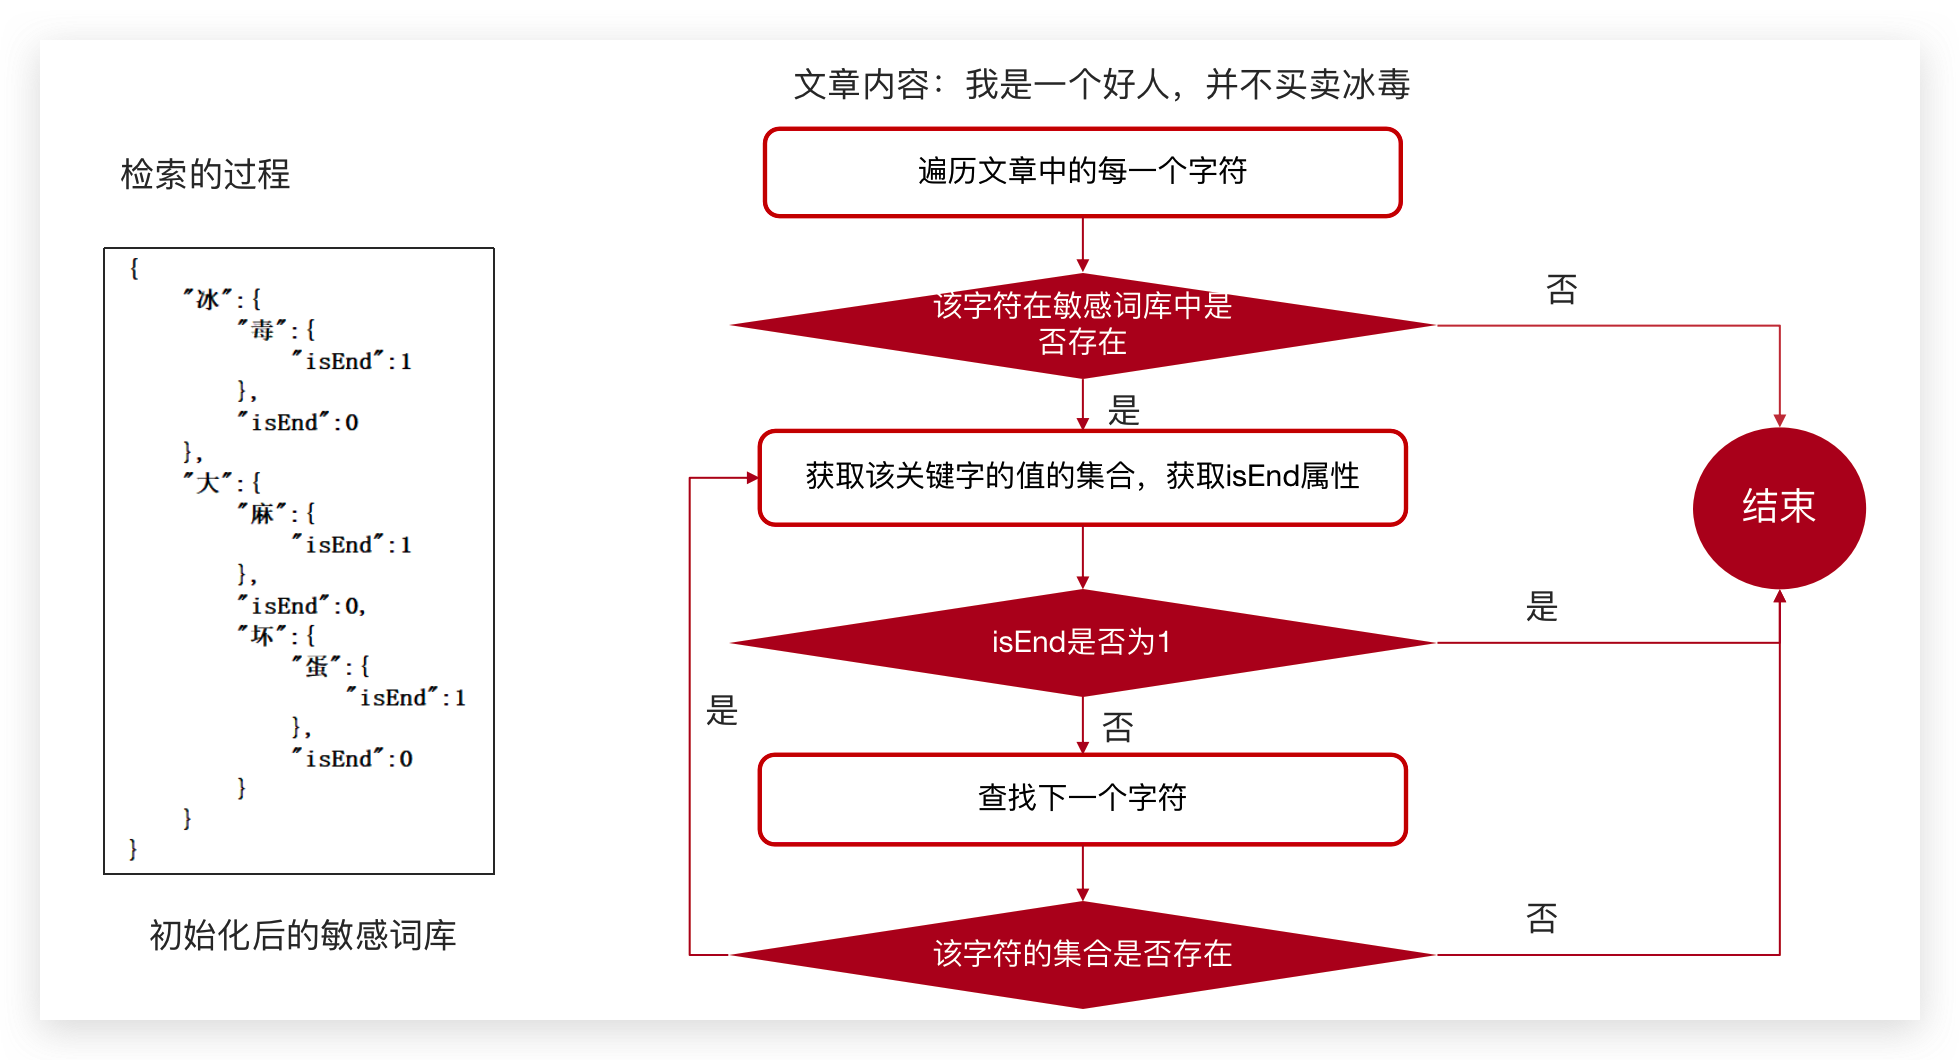 文章内容：我是一个好人，并不买卖冰毒
检索的过程
{
"冰":{
"毒":{
"isEnd":1
},
"isEnd":0
},
"大":{
"麻":{
"isEnd":1
},
"isEnd":0,
"坏":{
"蛋":{
"isEnd":1
},
"isEnd":0
}
}
}
初始化后的敏感词库
遍历文章中的每一个字符
该字符在敏感词库中是
否存在
否
是
获取该关键字的值的集合，获取isEnd属性
结束
isEnd是否为1
是
否
是
查找下一个字符
该字符的集合是否存在
否